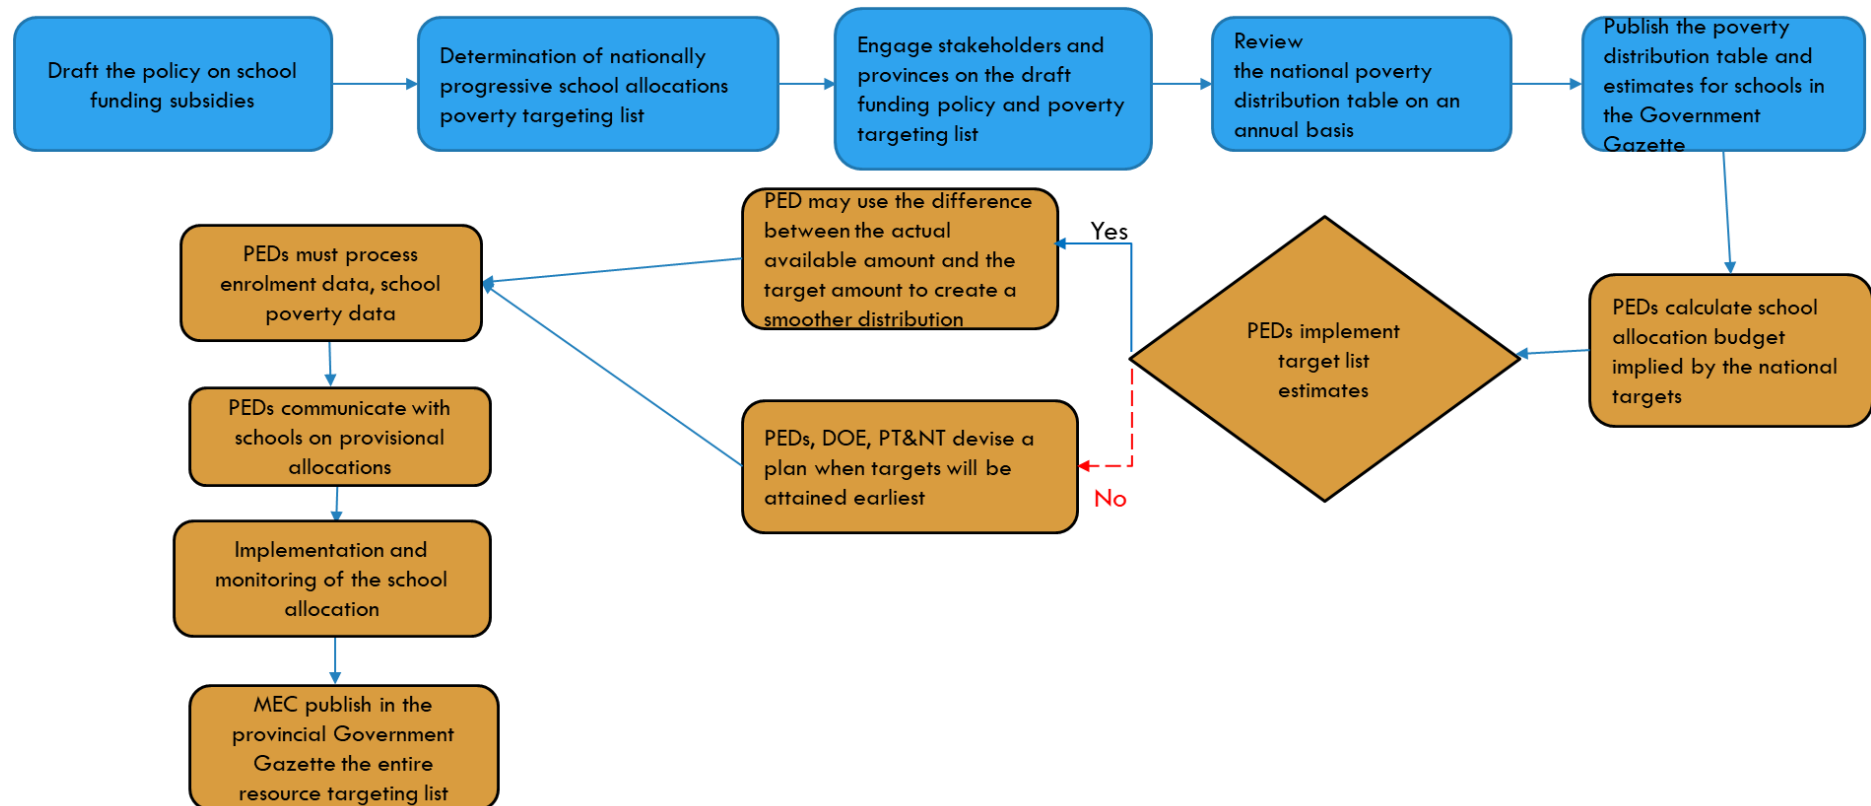 Draft the policy on school
funding subsidies
Determination of nationally
progressive school allocations
poverty targeting list
Engage stakeholders and
provinces on the draft
funding policy and poverty
targeting list
Review
the national poverty
distribution table on an
annual basis
Publish the poverty
distribution table and
estimates for schools in
the Government
Gazette
PEDs calculate school
allocation budget
implied by the national
targets
PEDs implement
target list
estimates
Yes
No
PED may use the difference
between the actual
available amount and the
target amount to create a
smoother distribution
PEDs, DOE, PT&NT devise a
plan when targets will be
attained earliest
PEDs must process
enrolment data, school
poverty data
PEDs communicate with
schools on provisional
allocations
Implementation and
monitoring of the school
allocation
MEC publish in the
provincial Government
Gazette the entire
resource targeting list